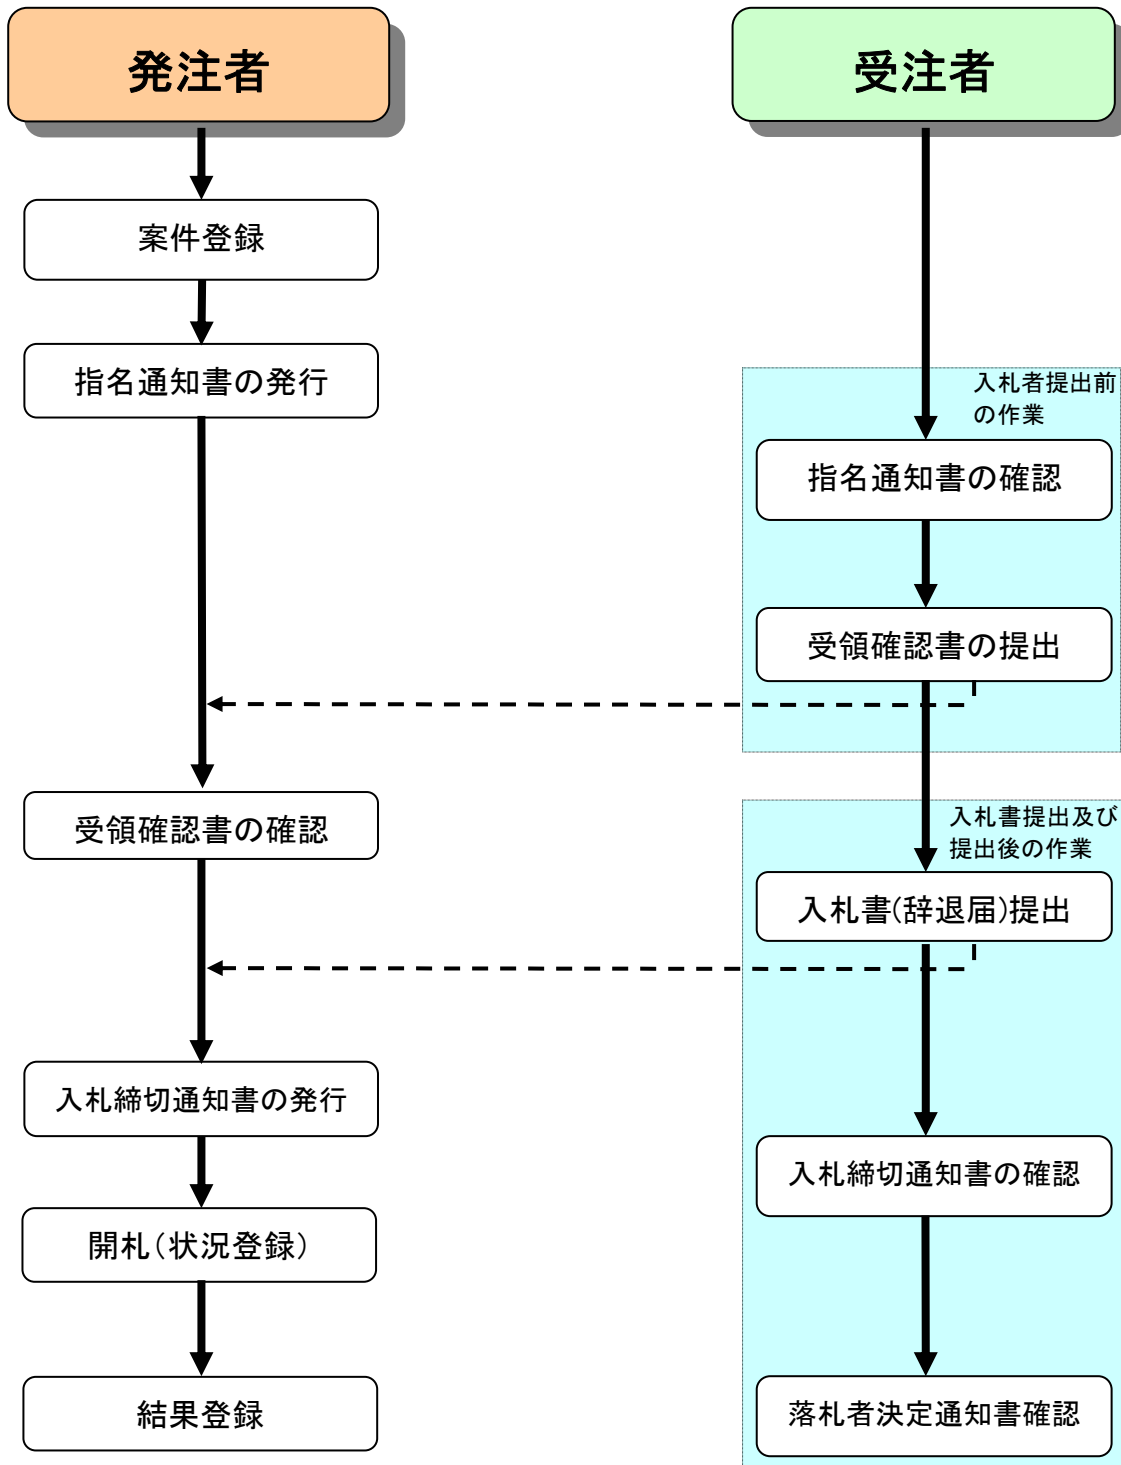 発注者
受注者
案件登録
指名通知書の発行
入札者提出前
の作業
指名通知書の確認
受領確認書の提出
受領確認書の確認
入札書提出及び
提出後の作業
入札書(辞退届)提出
入札締切通知書の発行
入札締切通知書の確認
開札(状況登録)
結果登録
落札者決定通知書確認